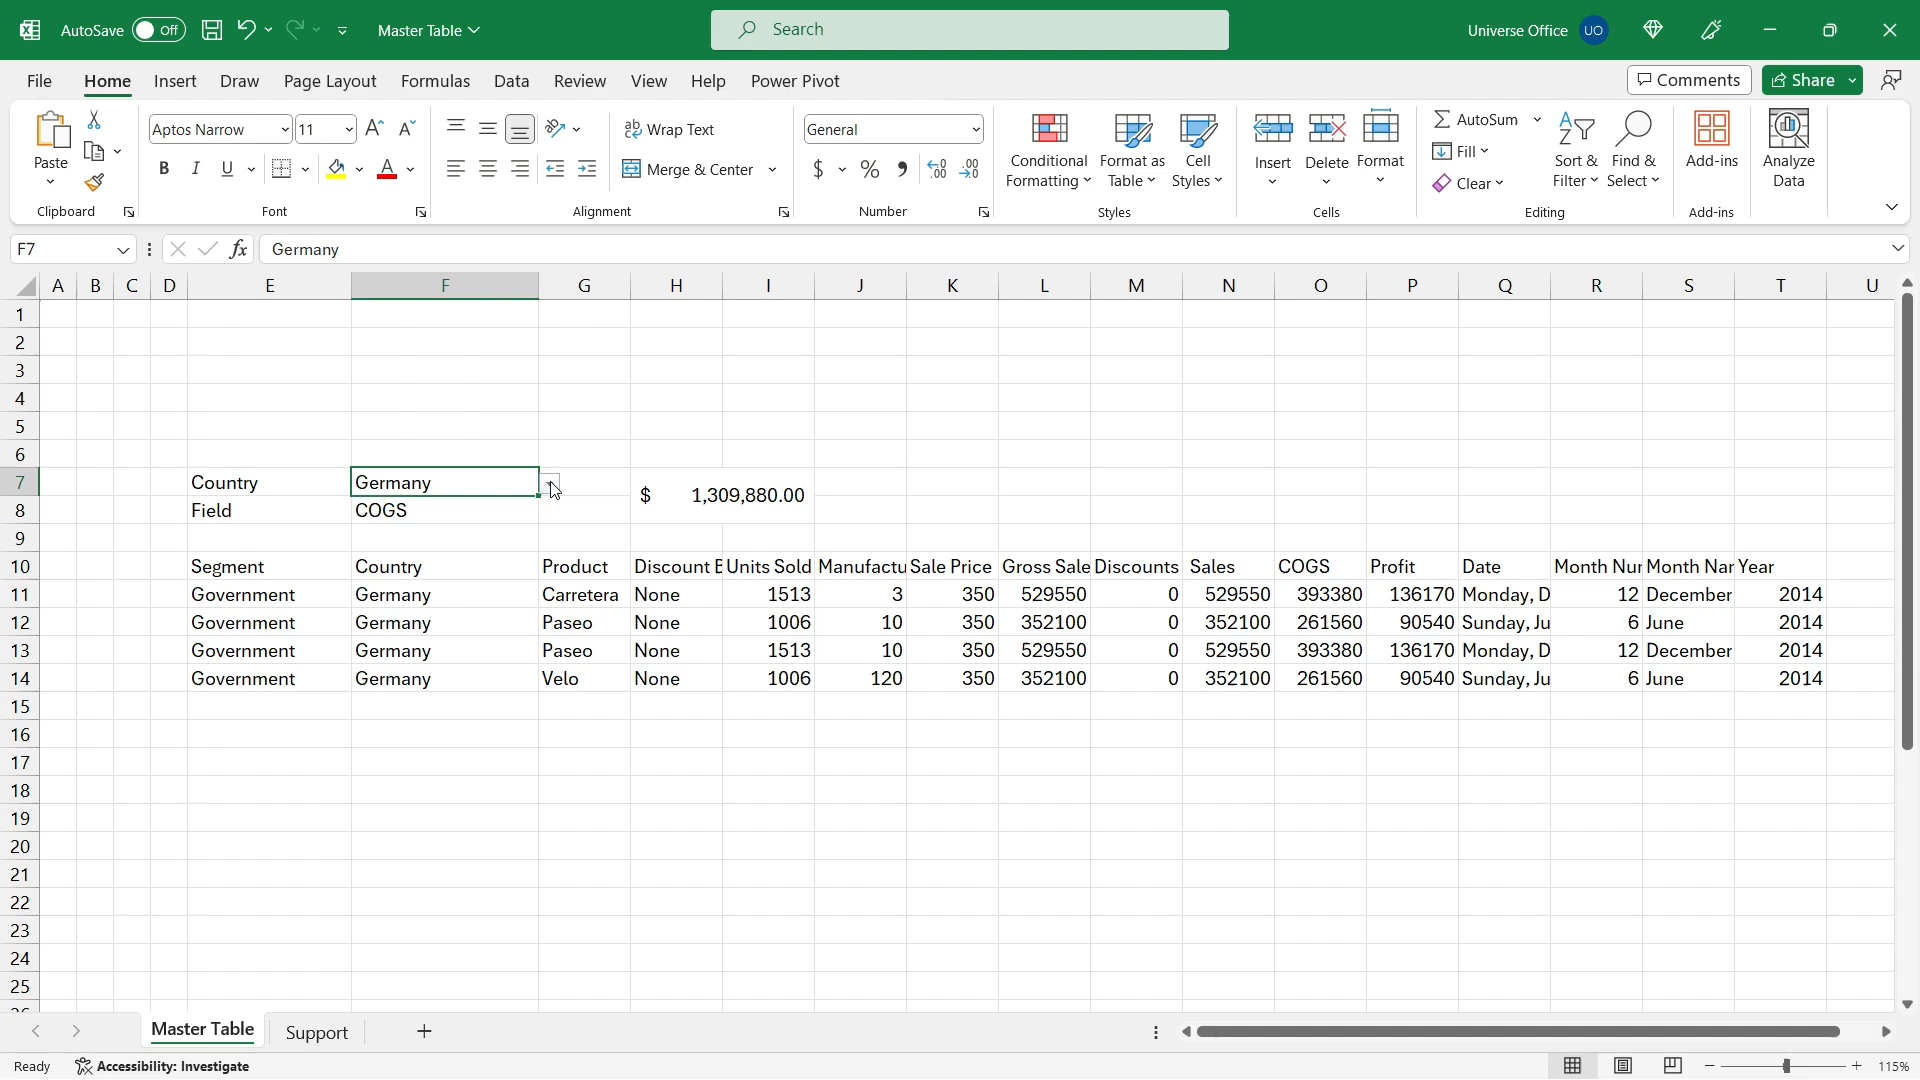 AutoSave Off Master Table Search Universe Office UO
File Home Insert Draw Page Layout Formulas Data Review View Help Power Pivot Comments Share
Aptos Narrow 11 Wrap Text General AutoSum
Paste B I U Merge & Center $ % Conditional Formatting Format as Table Cell Styles Insert Delete Format Fill Clear Sort & Filter Find & Select Add-ins Analyze Data
Clipboard Font Alignment Number Styles Cells Editing Add-ins
F7 fx Germany
A B C D E F G H I J K L M N O P Q R S T U
1
2
3
4
5
6
7 Country Germany $ 1,309,880.00
8 Field COGS
9
10 Segment Country Product Discount B Units Sold Manufactu Sale Price Gross Sale Discounts Sales COGS Profit Date Month Nur Month Nar Year
11 Government Germany Carretera None 1513 3 350 529550 0 529550 393380 136170 Monday, D 12 December 2014
12 Government Germany Paseo None 1006 10 350 352100 0 352100 261560 90540 Sunday, Ju 6 June 2014
13 Government Germany Paseo None 1513 10 350 529550 0 529550 393380 136170 Monday, D 12 December 2014
14 Government Germany Velo None 1006 120 350 352100 0 352100 261560 90540 Sunday, Ju 6 June 2014
15
16
17
18
19
20
21
22
23
24
25
Master Table Support
Ready Accessibility: Investigate 115%